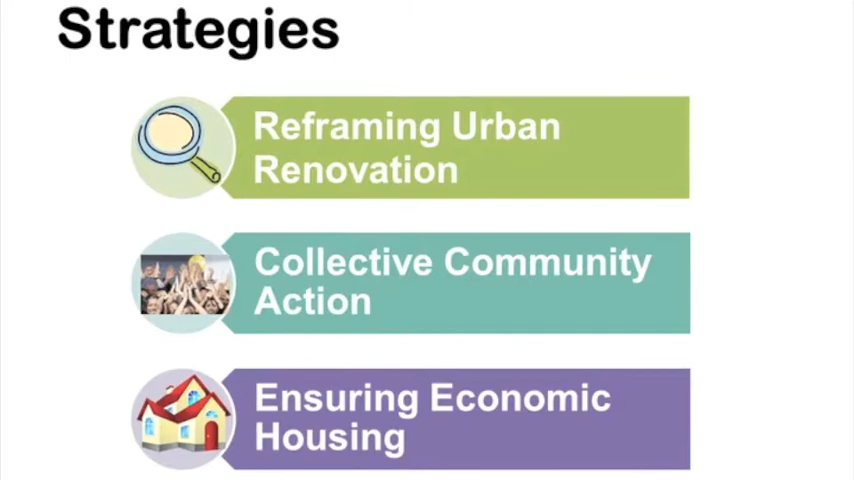 Strategies
Reframing Urban
Renovation
Collective Community
Action
Ensuring Economic
Housing